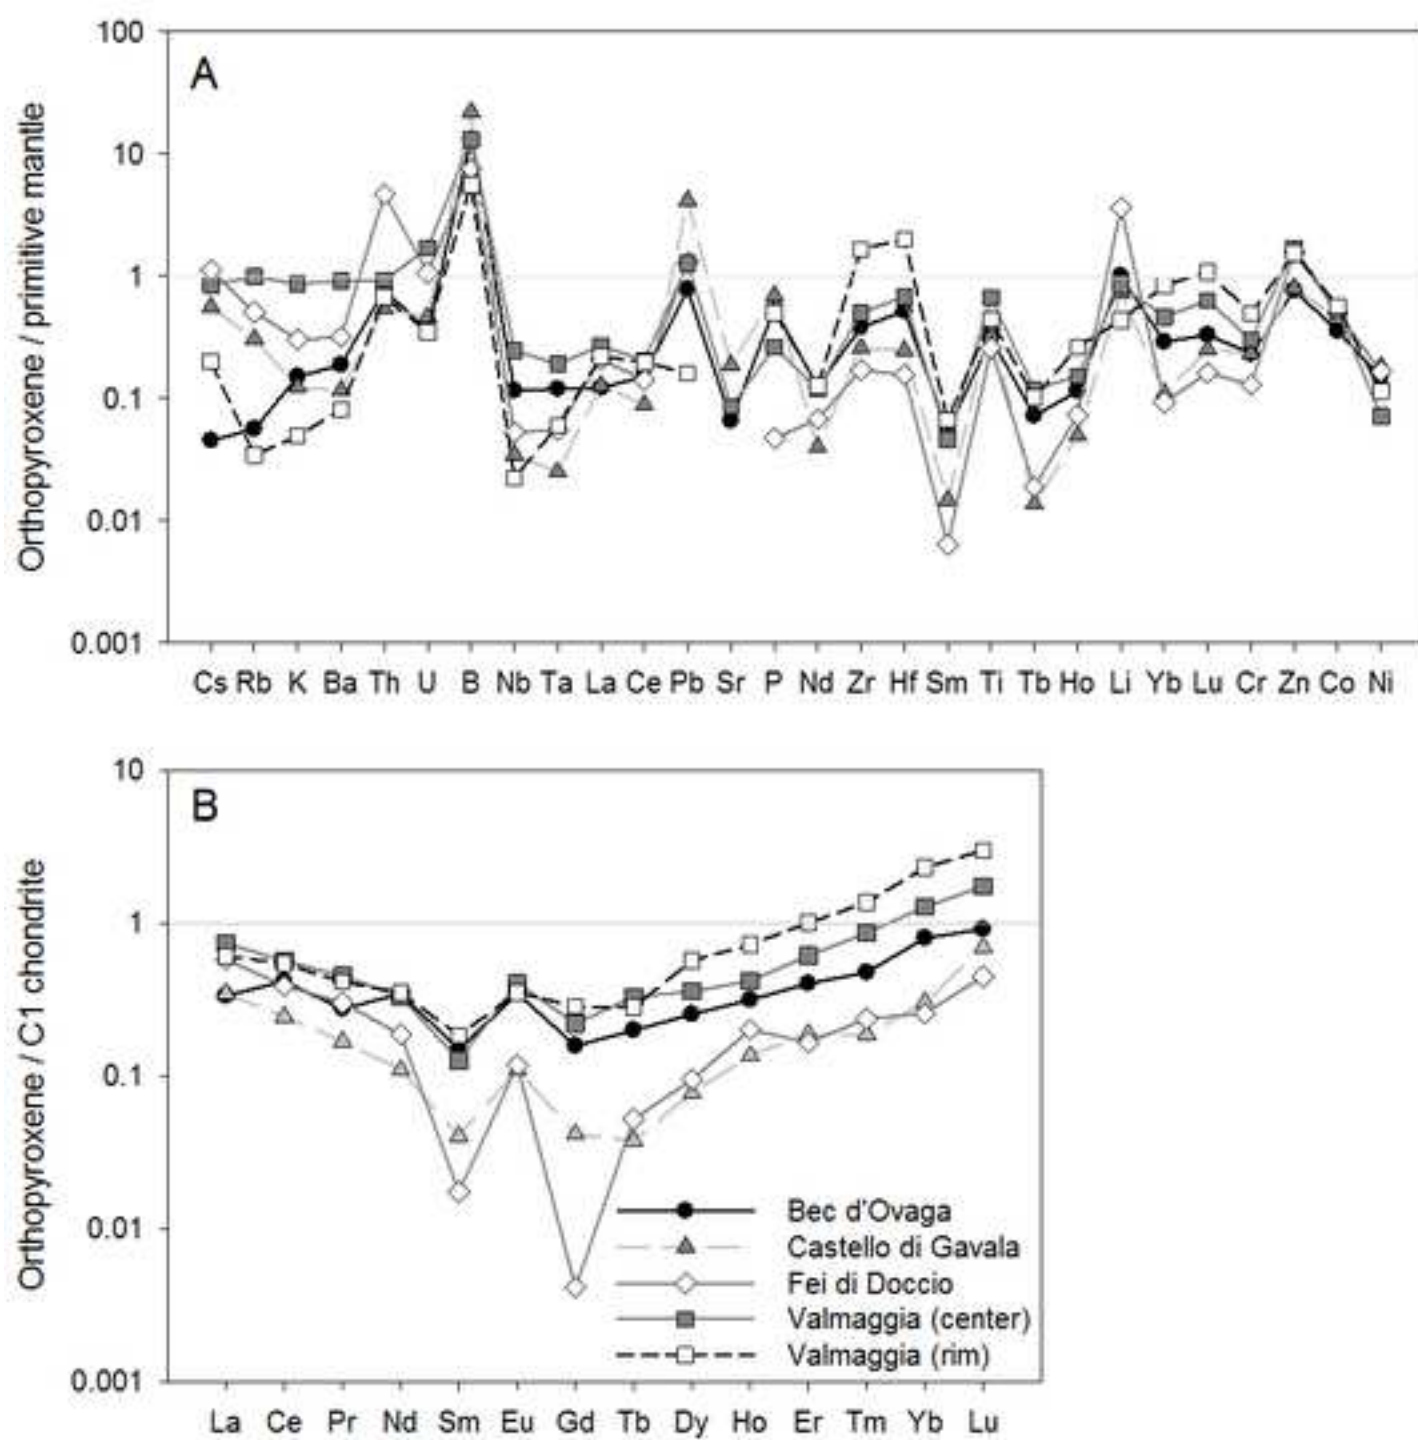 A
Orthopyroxene / primitive mantle
100
10
1
0.1
0.01
0.001
Cs Rb K Ba Th U B Nb Ta La Ce Pb Sr P Nd Zr Hf Sm Ti Tb Ho Li Yb Lu Cr Zn Co Ni
B
Orthopyroxene / C1 chondrite
10
1
0.1
0.01
0.001
Bec d'Ovaga
Castello di Gavala
Fei di Doccio
Valmaggia (center)
Valmaggia (rim)
La Ce Pr Nd Sm Eu Gd Tb Dy Ho Er Tm Yb Lu